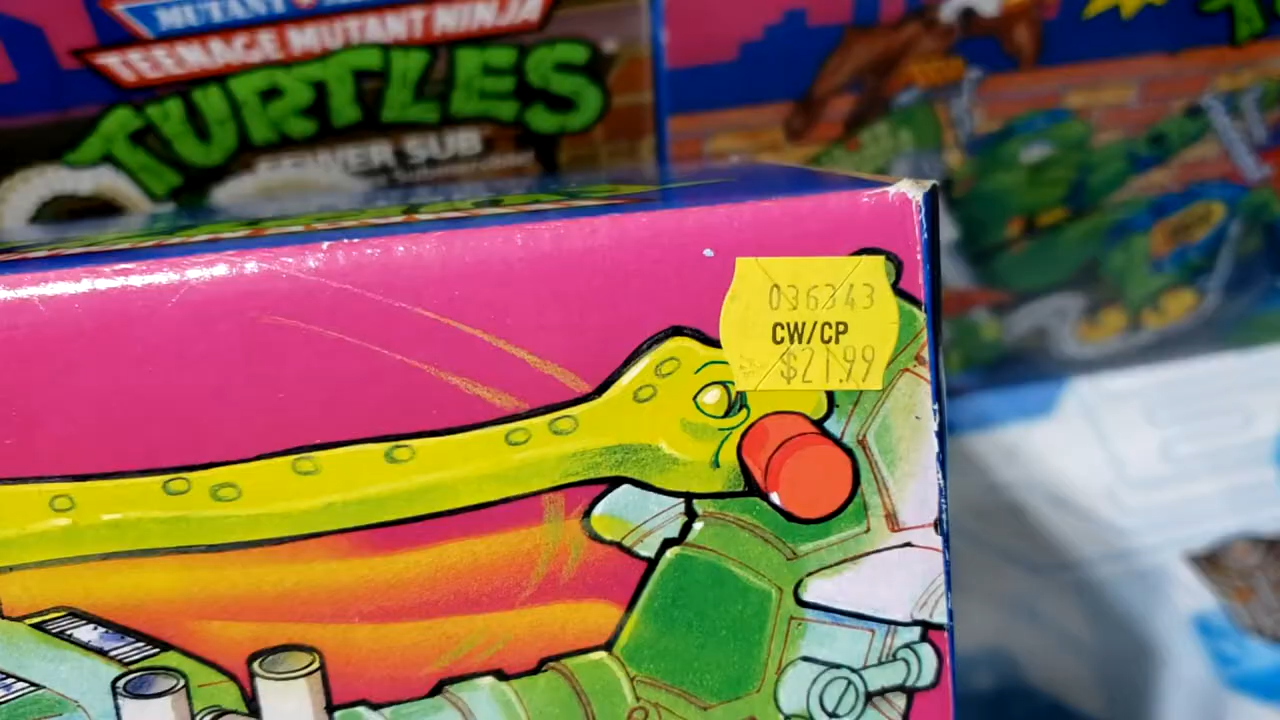 MUTANT
TEENAGE MUTANT NINJA
TURTLES
SEWER SUB
036343
CW/CP
$21.99